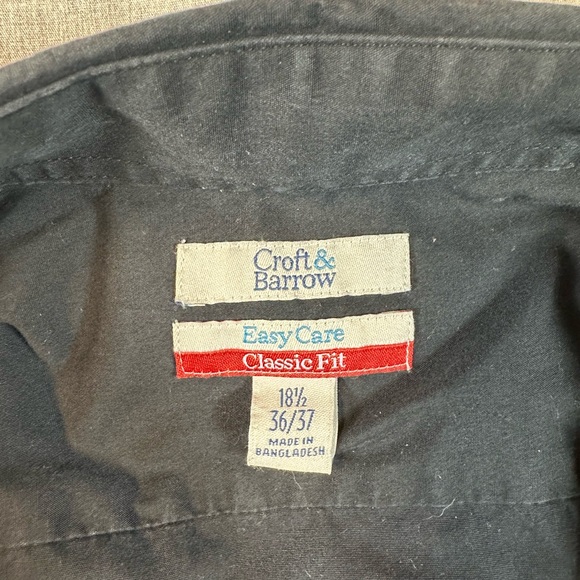 Croft&
Barrow
Easy Care
Classic Fit
18½
36/37
MADE IN
BANGLADESH